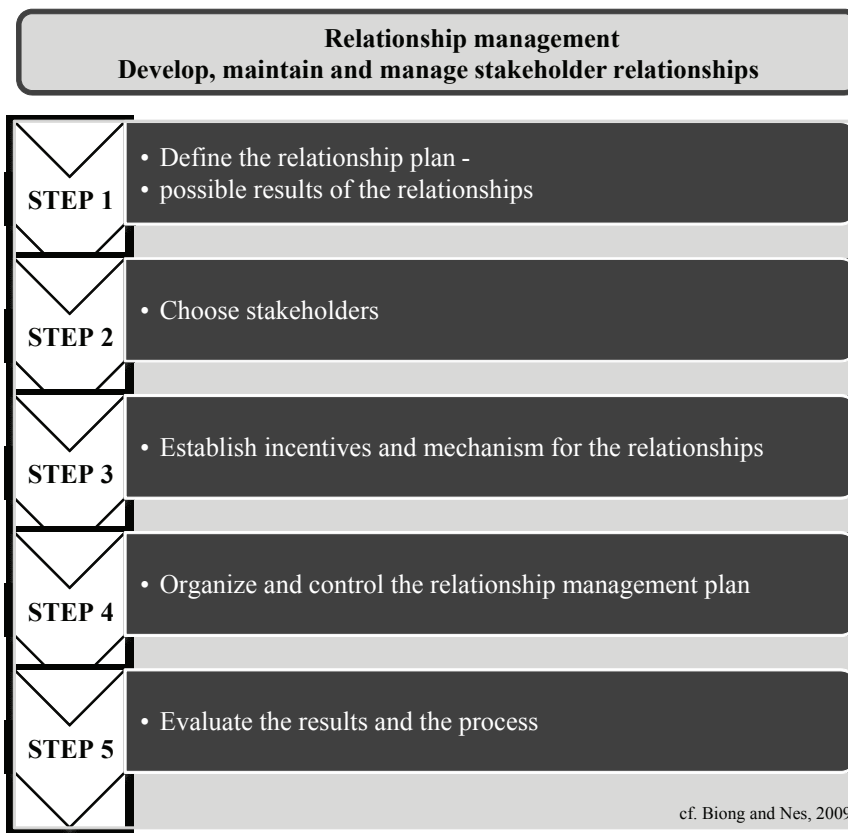 Relationship management
Develop, maintain and manage stakeholder relationships
STEP 1
• Define the relationship plan -
• possible results of the relationships
STEP 2
• Choose stakeholders
STEP 3
• Establish incentives and mechanism for the relationships
STEP 4
• Organize and control the relationship management plan
STEP 5
• Evaluate the results and the process
cf. Biong and Nes, 2009